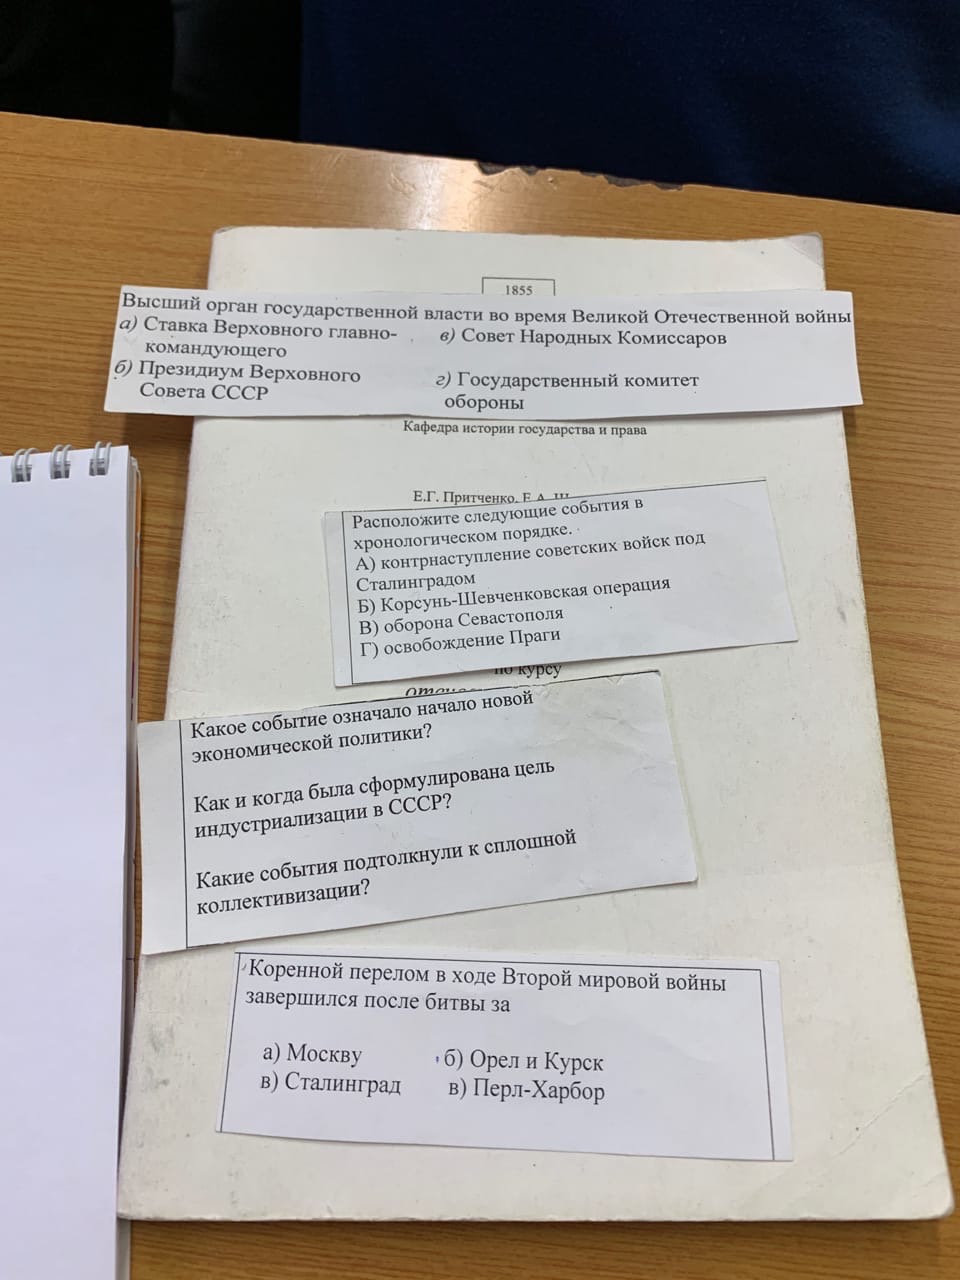 1855
Высший орган государственной власти во время Великой Отечественной войны
а) Ставка Верховного главно-
командующего
в) Совет Народных Комиссаров
б) Президиум Верховного
Совета СССР
г) Государственный комитет
обороны
Кафедра истории государства и права
Е.Г. Притченко, Е.А.
Расположите следующие события в
хронологическом порядке.
А) контрнаступление советских войск под
Сталинградом
Б) Корсунь-Шевченковская операция
В) оборона Севастополя
Г) освобождение Праги
по курсу
Какое событие означало начало новой
экономической политики?
Как и когда была сформулирована цель
индустриализации в СССР?
Какие события подтолкнули к сплошной
коллективизации?
Коренной перелом в ходе Второй мировой войны
завершился после битвы за
а) Москву б) Орел и Курск
в) Сталинград в) Перл-Харбор